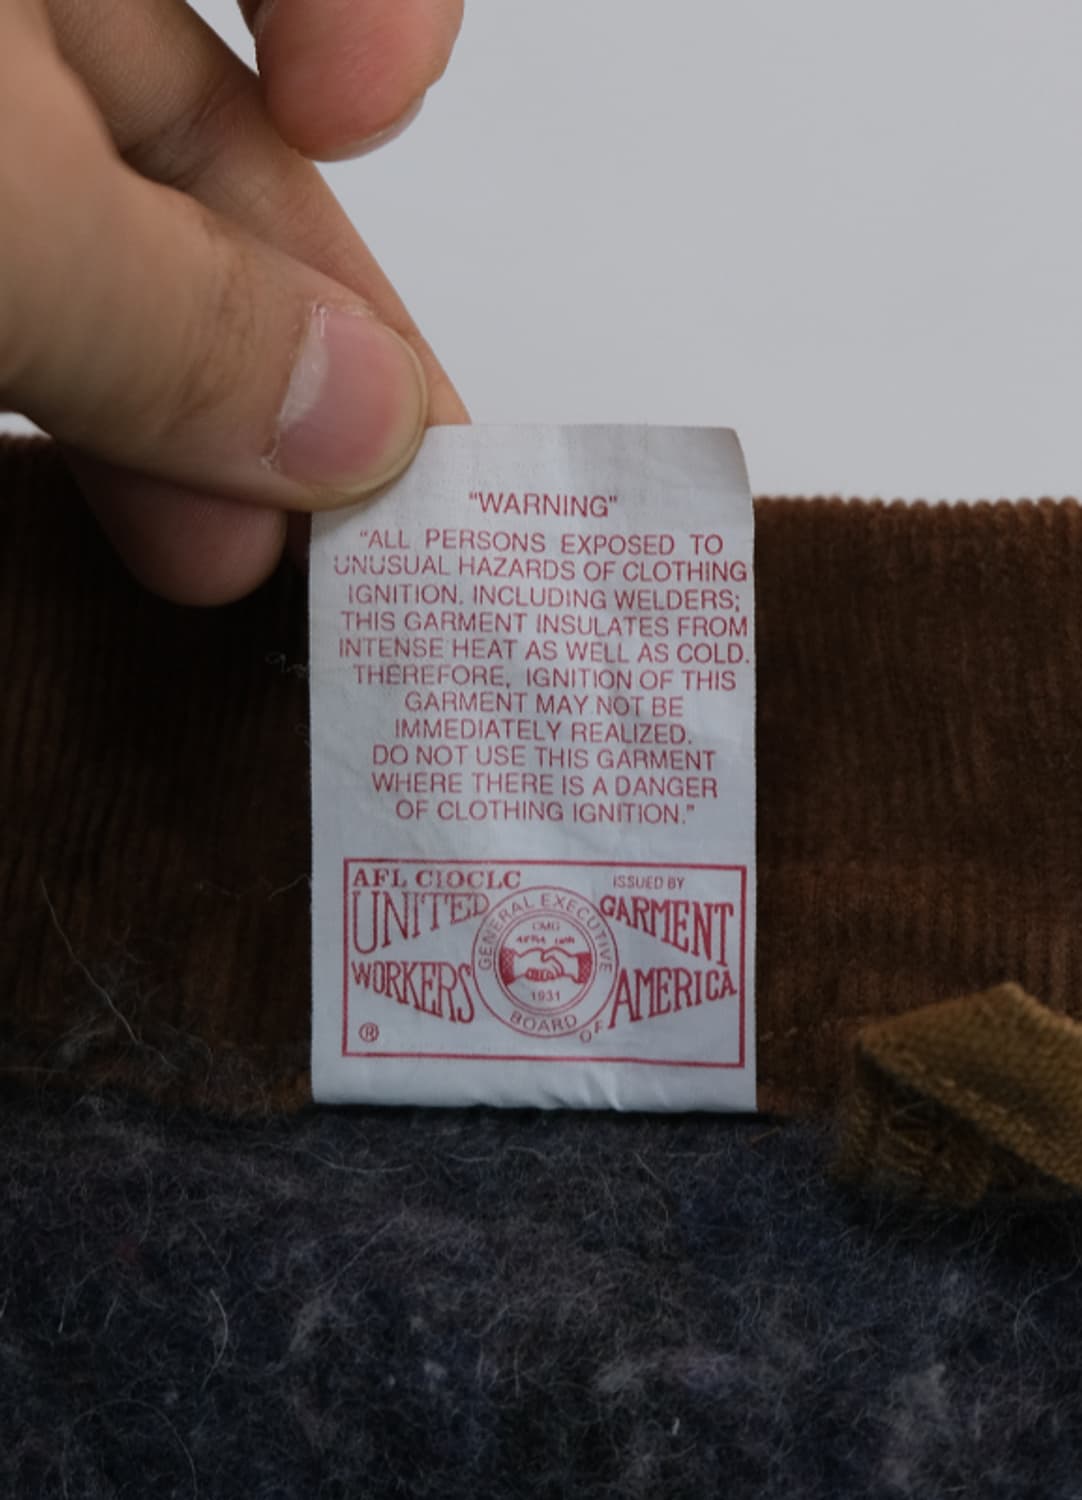 "WARNING"
"ALL PERSONS EXPOSED TO
UNUSUAL HAZARDS OF CLOTHING
IGNITION. INCLUDING WELDERS;
THIS GARMENT INSULATES FROM
INTENSE HEAT AS WELL AS COLD.
THEREFORE, IGNITION OF THIS
GARMENT MAY NOT BE
IMMEDIATELY REALIZED.
DO NOT USE THIS GARMENT
WHERE THERE IS A DANGER
OF CLOTHING IGNITION."
AFL CIOCLC
ISSUED BY
UNITED GARMENT
WORKERS OF AMERICA
GENERAL EXECUTIVE
BOARD
1931
®